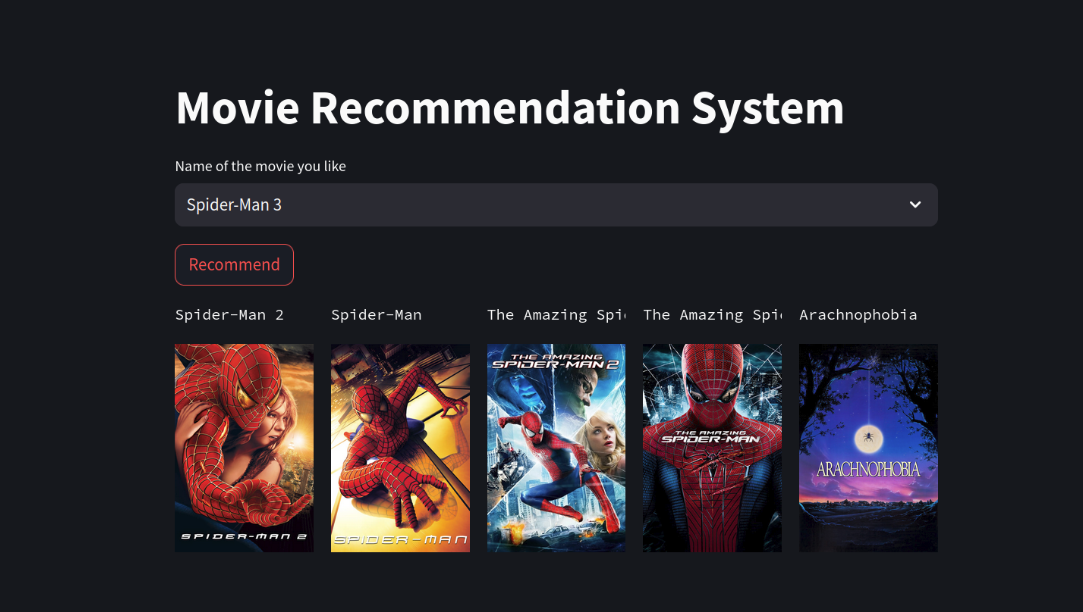 Movie Recommendation System
Name of the movie you like
Spider-Man 3
Recommend
Spider-Man 2
Spider-Man
The Amazing Spi
The Amazing Spi
Arachnophobia
SPIDER-MAN 2
SPIDER-MAN
THE AMAZING
SPIDER-MAN 2
THE AMAZING
SPIDER-MAN
ARACHNOPHOBIA